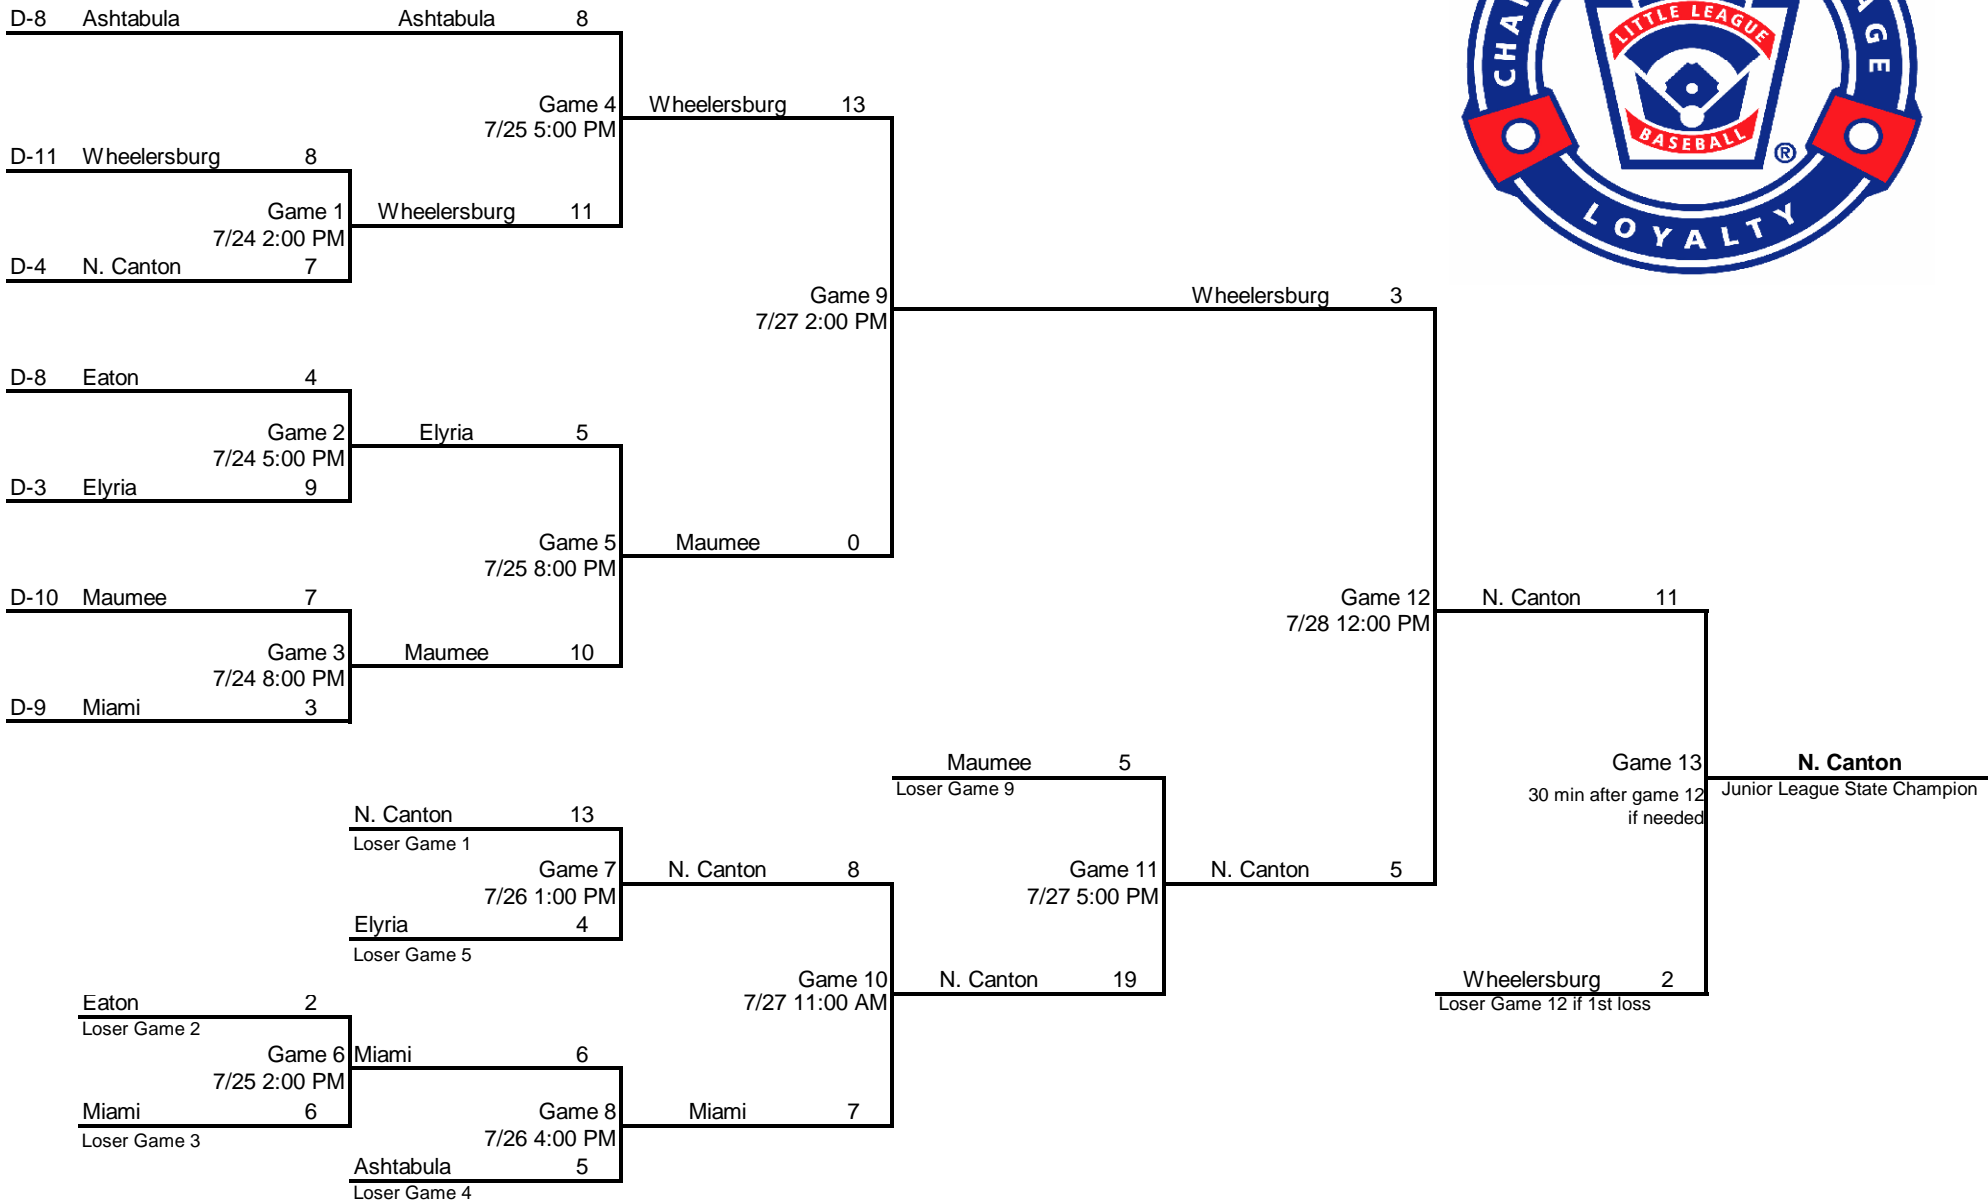 D-8 Ashtabula Ashtabula 8
Game 4 Wheelersburg 13
7/25 5:00 PM
D-11 Wheelersburg 8
Game 1 Wheelersburg 11
7/24 2:00 PM
D-4 N. Canton 7
Game 9 Wheelersburg 3
7/27 2:00 PM
D-8 Eaton 4
Game 2 Elyria 5
7/24 5:00 PM
D-3 Elyria 9
Game 5 Maumee 0
7/25 8:00 PM
D-10 Maumee 7
Game 12 N. Canton 11
7/28 12:00 PM
Game 3 Maumee 10
7/24 8:00 PM
D-9 Miami 3
Maumee 5
Loser Game 9
Game 13 N. Canton
30 min after game 12 Junior League State Champion
if needed
N. Canton 13
Loser Game 1
Game 7 N. Canton 8
7/26 1:00 PM
Game 11 N. Canton 5
7/27 5:00 PM
Elyria 4
Loser Game 5
Game 10 N. Canton 19
7/27 11:00 AM
Wheelersburg 2
Loser Game 12 if 1st loss
Eaton 2
Loser Game 2
Game 6 Miami 6
7/25 2:00 PM
Miami 6
Loser Game 3
Game 8 Miami 7
7/26 4:00 PM
Ashtabula 5
Loser Game 4
LITTLE LEAGUE
BASEBALL
®
LOYALTY